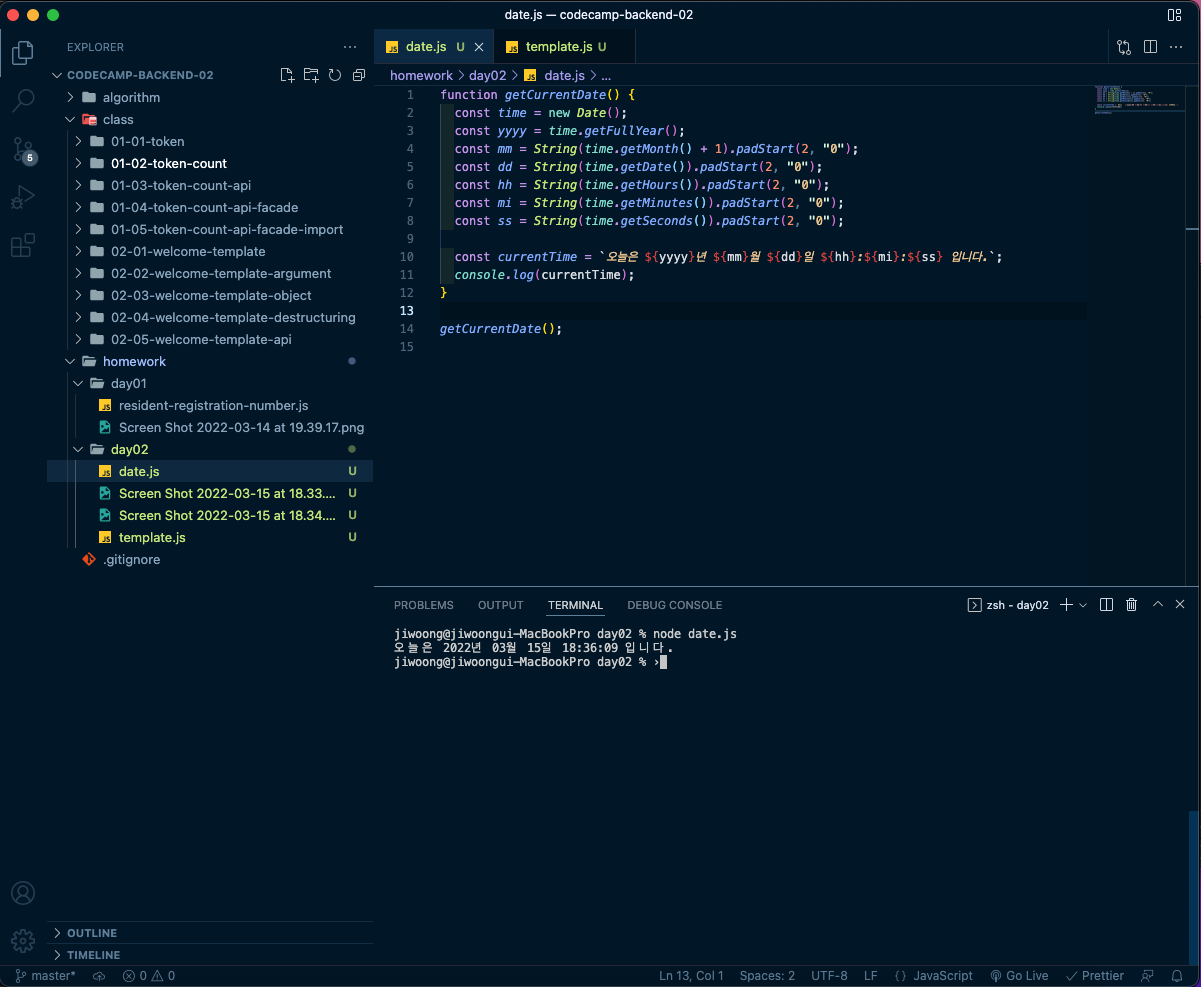 date.js — codecamp-backend-02
EXPLORER
CODECAMP-BACKEND-02
algorithm
class
01-01-token
01-02-token-count
01-03-token-count-api
01-04-token-count-api-facade
01-05-token-count-api-facade-import
02-01-welcome-template
02-02-welcome-template-argument
02-03-welcome-template-object
02-04-welcome-template-destructuring
02-05-welcome-template-api
homework
day01
resident-registration-number.js
Screen Shot 2022-03-14 at 19.39.17.png
day02
date.js U
Screen Shot 2022-03-15 at 18.33.... U
Screen Shot 2022-03-15 at 18.34.... U
template.js U
.gitignore
OUTLINE
TIMELINE
5
JS date.js U
JS template.js U
homework > day02 > JS date.js > ...
1 function getCurrentDate() {
2 const time = new Date();
3 const yyyy = time.getFullYear();
4 const mm = String(time.getMonth() + 1).padStart(2, "0");
5 const dd = String(time.getDate()).padStart(2, "0");
6 const hh = String(time.getHours()).padStart(2, "0");
7 const mi = String(time.getMinutes()).padStart(2, "0");
8 const ss = String(time.getSeconds()).padStart(2, "0");
9
10 const currentTime = `오늘은 ${yyyy}년 ${mm}월 ${dd}일 ${hh}:${mi}:${ss} 입니다.`;
11 console.log(currentTime);
12 }
13
14 getCurrentDate();
15
PROBLEMS OUTPUT TERMINAL DEBUG CONSOLE
zsh - day02
jiwoong@jiwoongui-MacBookPro day02 % node date.js
오늘은 2022년 03월 15일 18:36:09 입니다.
jiwoong@jiwoongui-MacBookPro day02 % ›
master* 0 0
Ln 13, Col 1 Spaces: 2 UTF-8 LF {} JavaScript Go Live Prettier